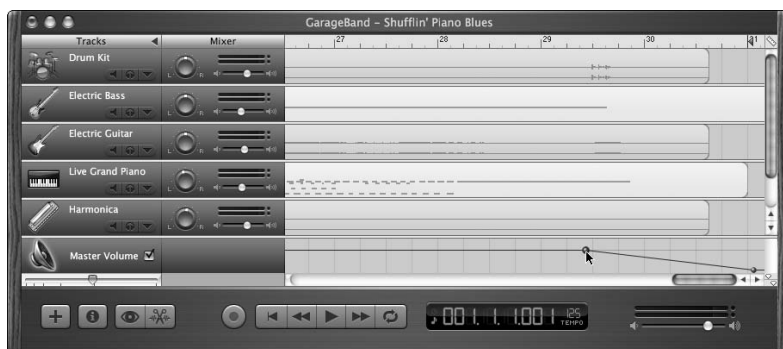 GarageBand – Shufflin' Piano Blues
Tracks Mixer 27 28 29 30 31
Drum Kit
L R
Electric Bass
L R
Electric Guitar
L R
Live Grand Piano
L R
Harmonica
L R
Master Volume
001. 1. 1.001 125
TEMPO